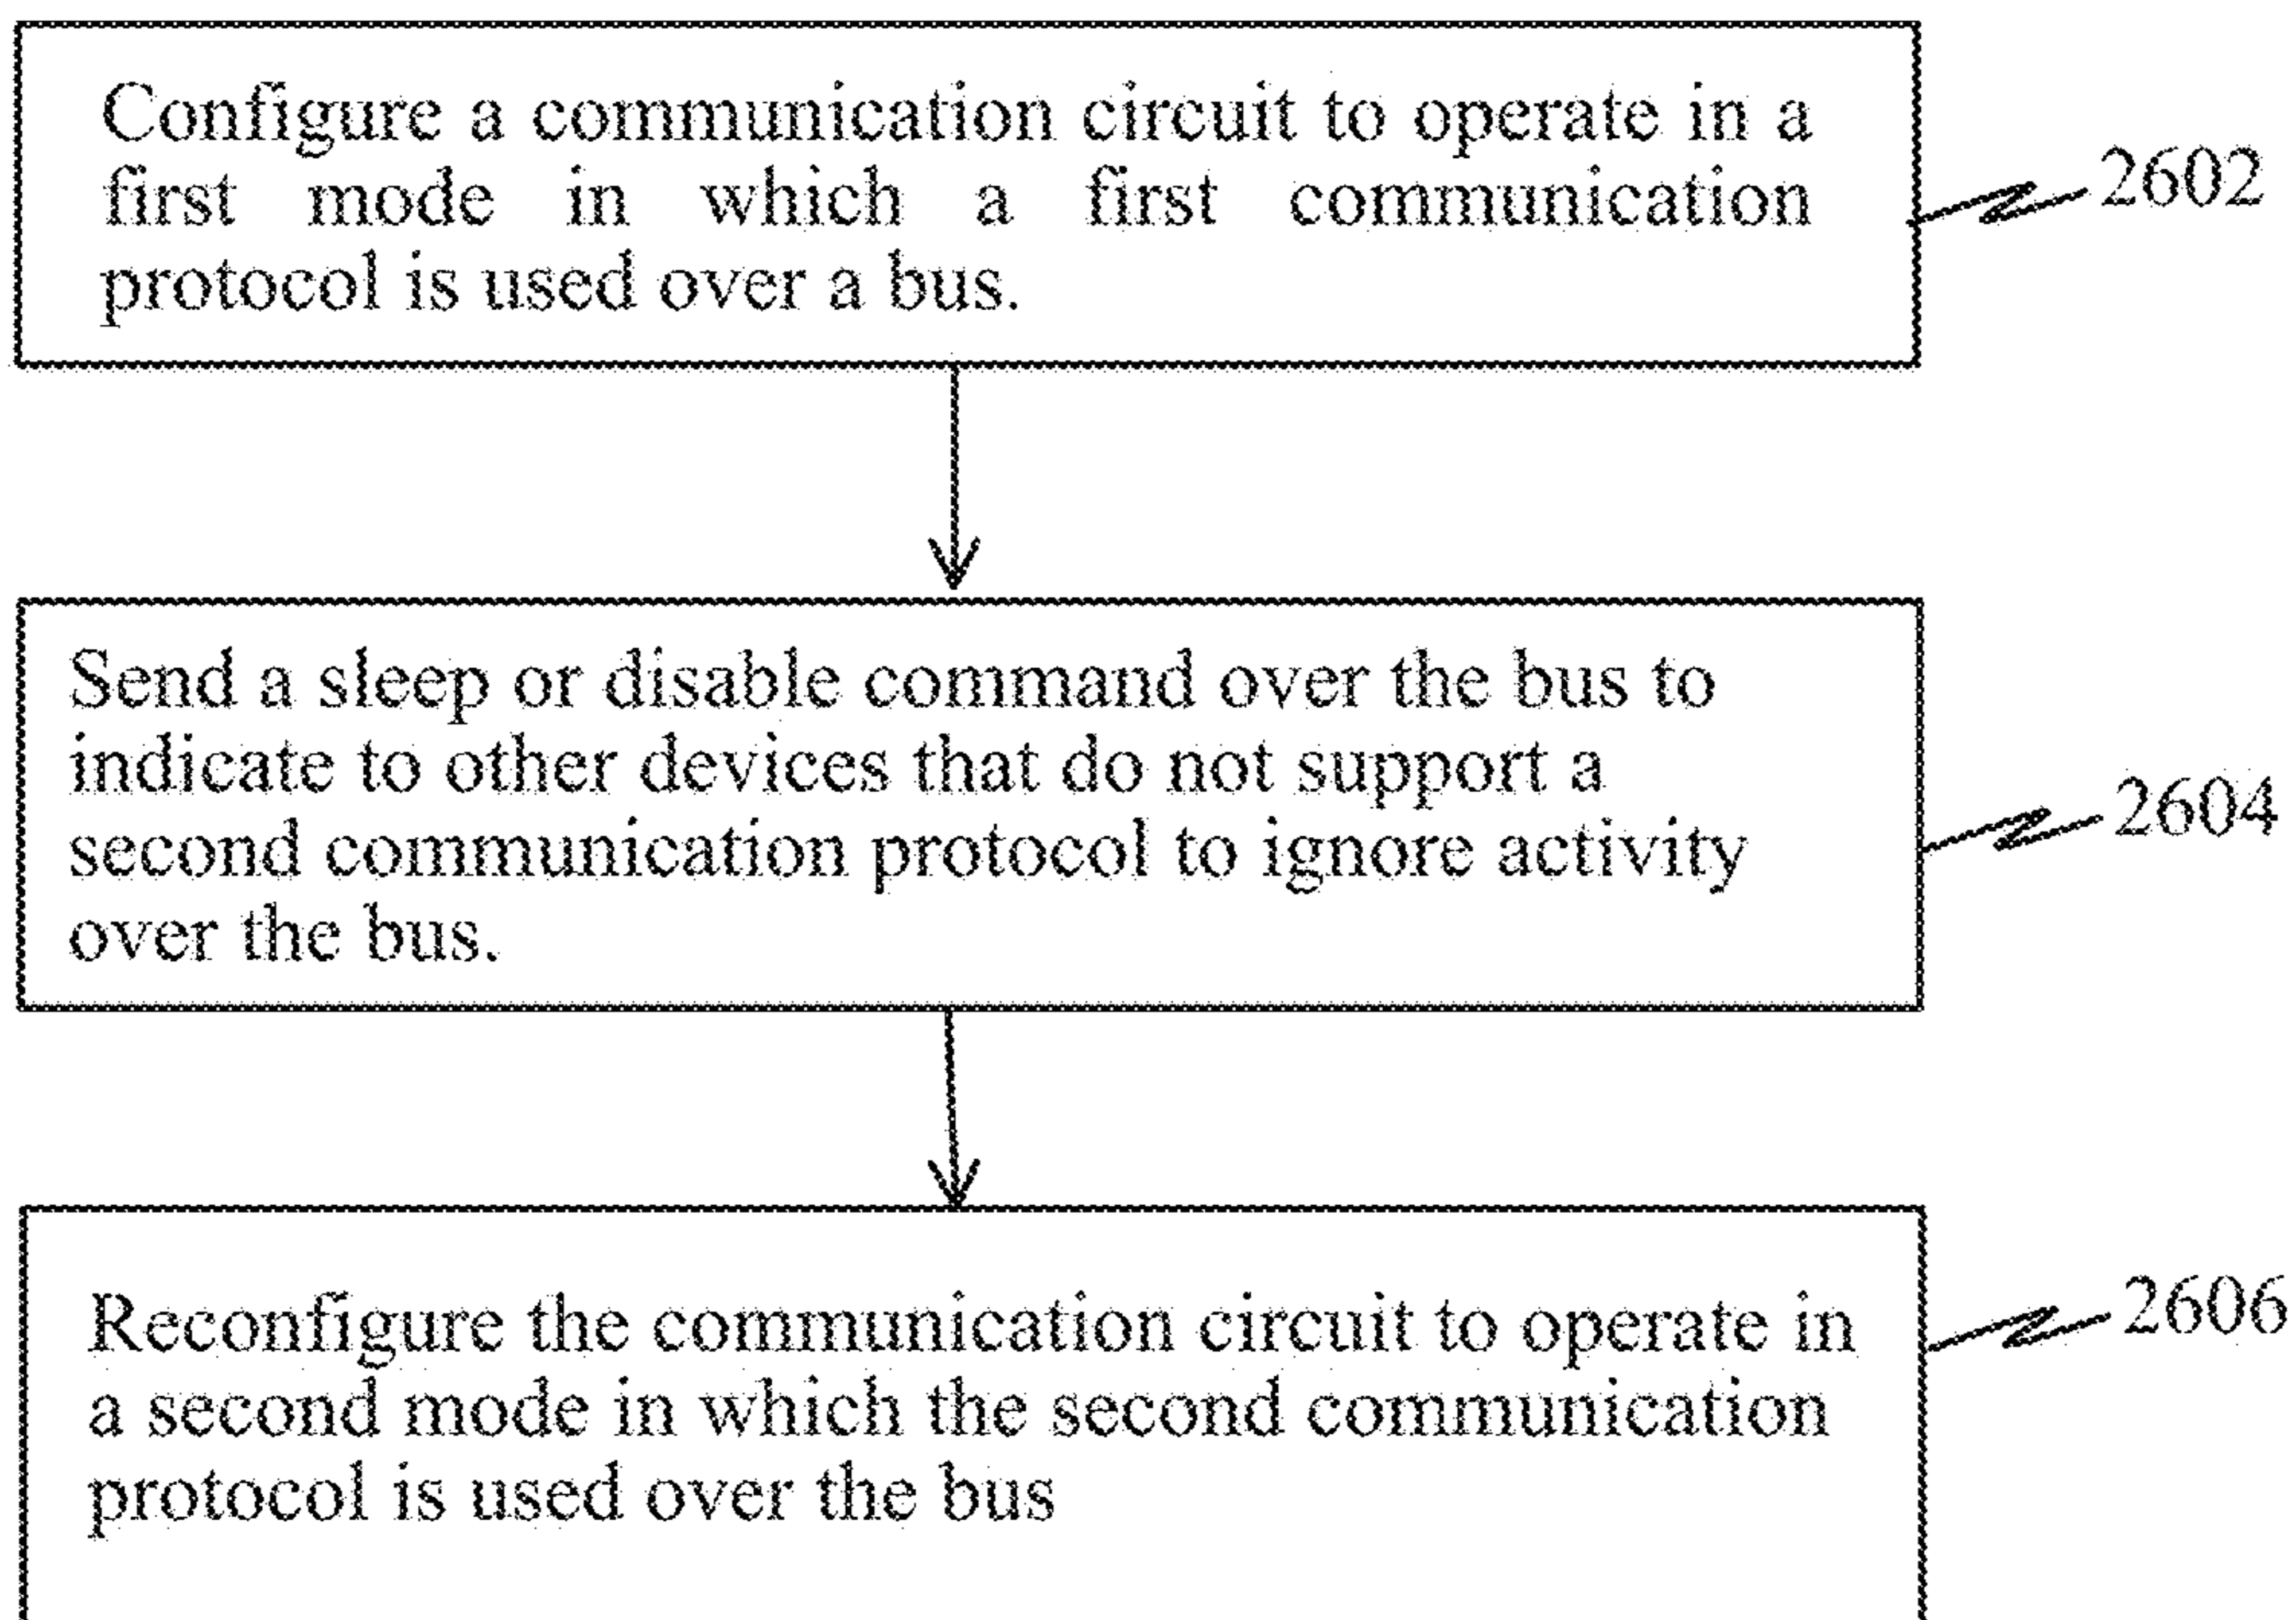 Configure a communication circuit to operate in a
first mode in which a first communication
protocol is used over a bus.
2602
Send a sleep or disable command over the bus to
indicate to other devices that do not support a
second communication protocol to ignore activity
over the bus.
2604
Reconfigure the communication circuit to operate in
a second mode in which the second communication
protocol is used over the bus
2606